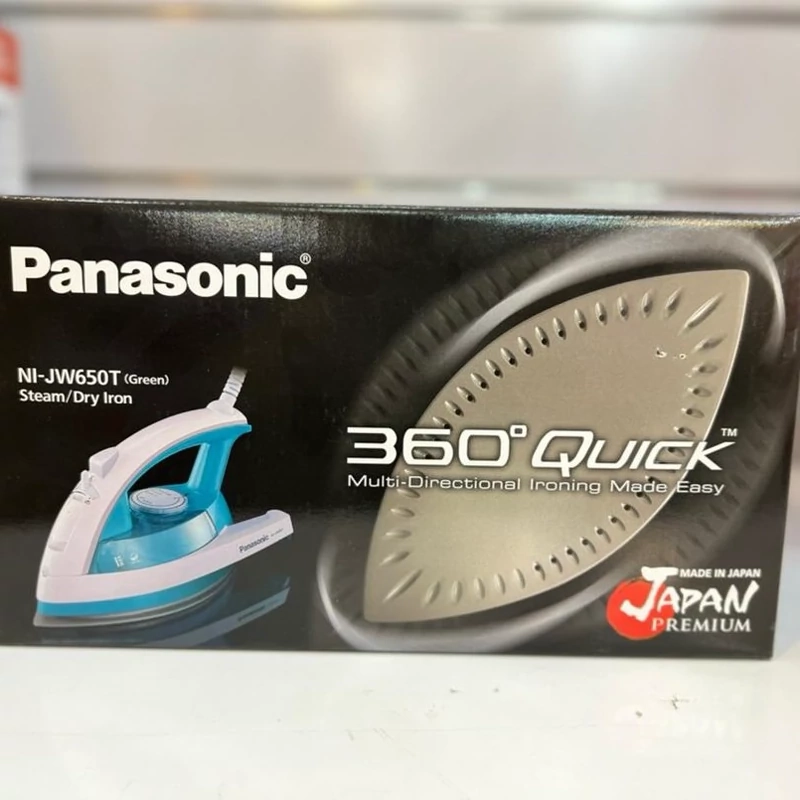 Panasonic®
NI-JW650T (Green)
Steam/Dry Iron
Panasonic
360° QUICK™
Multi-Directional Ironing Made Easy
MADE IN JAPAN
JAPAN
PREMIUM